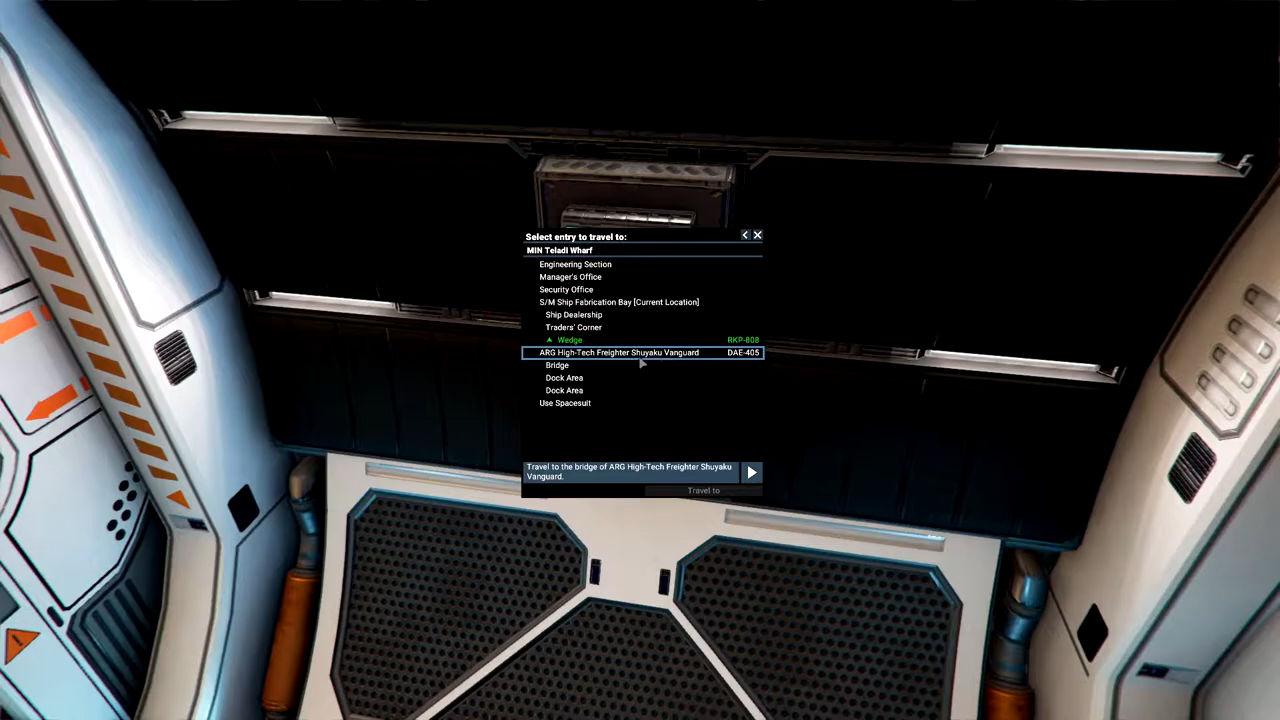 Select entry to travel to:
MIN Teladi Wharf
Engineering Section
Manager's Office
Security Office
S/M Ship Fabrication Bay [Current Location]
Ship Dealership
Traders' Corner
Wedge RKP-808
ARG High-Tech Freighter Shuyaku Vanguard DAE-405
Bridge
Dock Area
Dock Area
Use Spacesuit
Travel to the bridge of ARG High-Tech Freighter Shuyaku
Vanguard.
Travel to